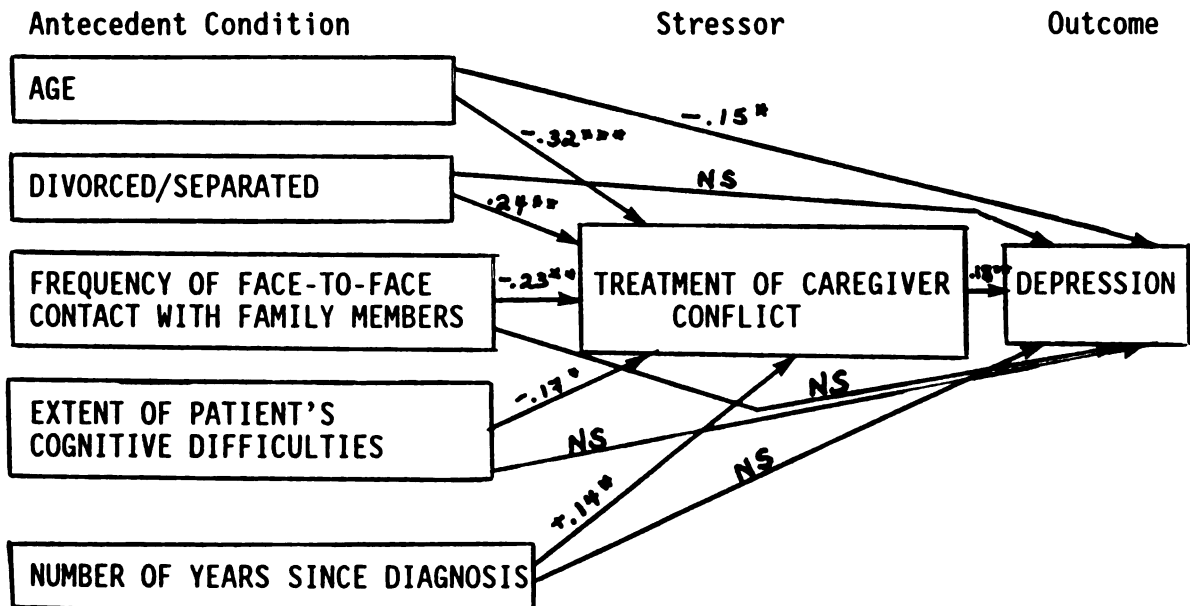 Antecedent Condition Stressor Outcome
AGE
-.15*
-.32***
DIVORCED/SEPARATED
NS
.24**
FREQUENCY OF FACE-TO-FACE
CONTACT WITH FAMILY MEMBERS
-.23**
TREATMENT OF CAREGIVER
CONFLICT
.18**
DEPRESSION
-.17*
NS
EXTENT OF PATIENT'S
COGNITIVE DIFFICULTIES
NS
NS
+.14*
NUMBER OF YEARS SINCE DIAGNOSIS